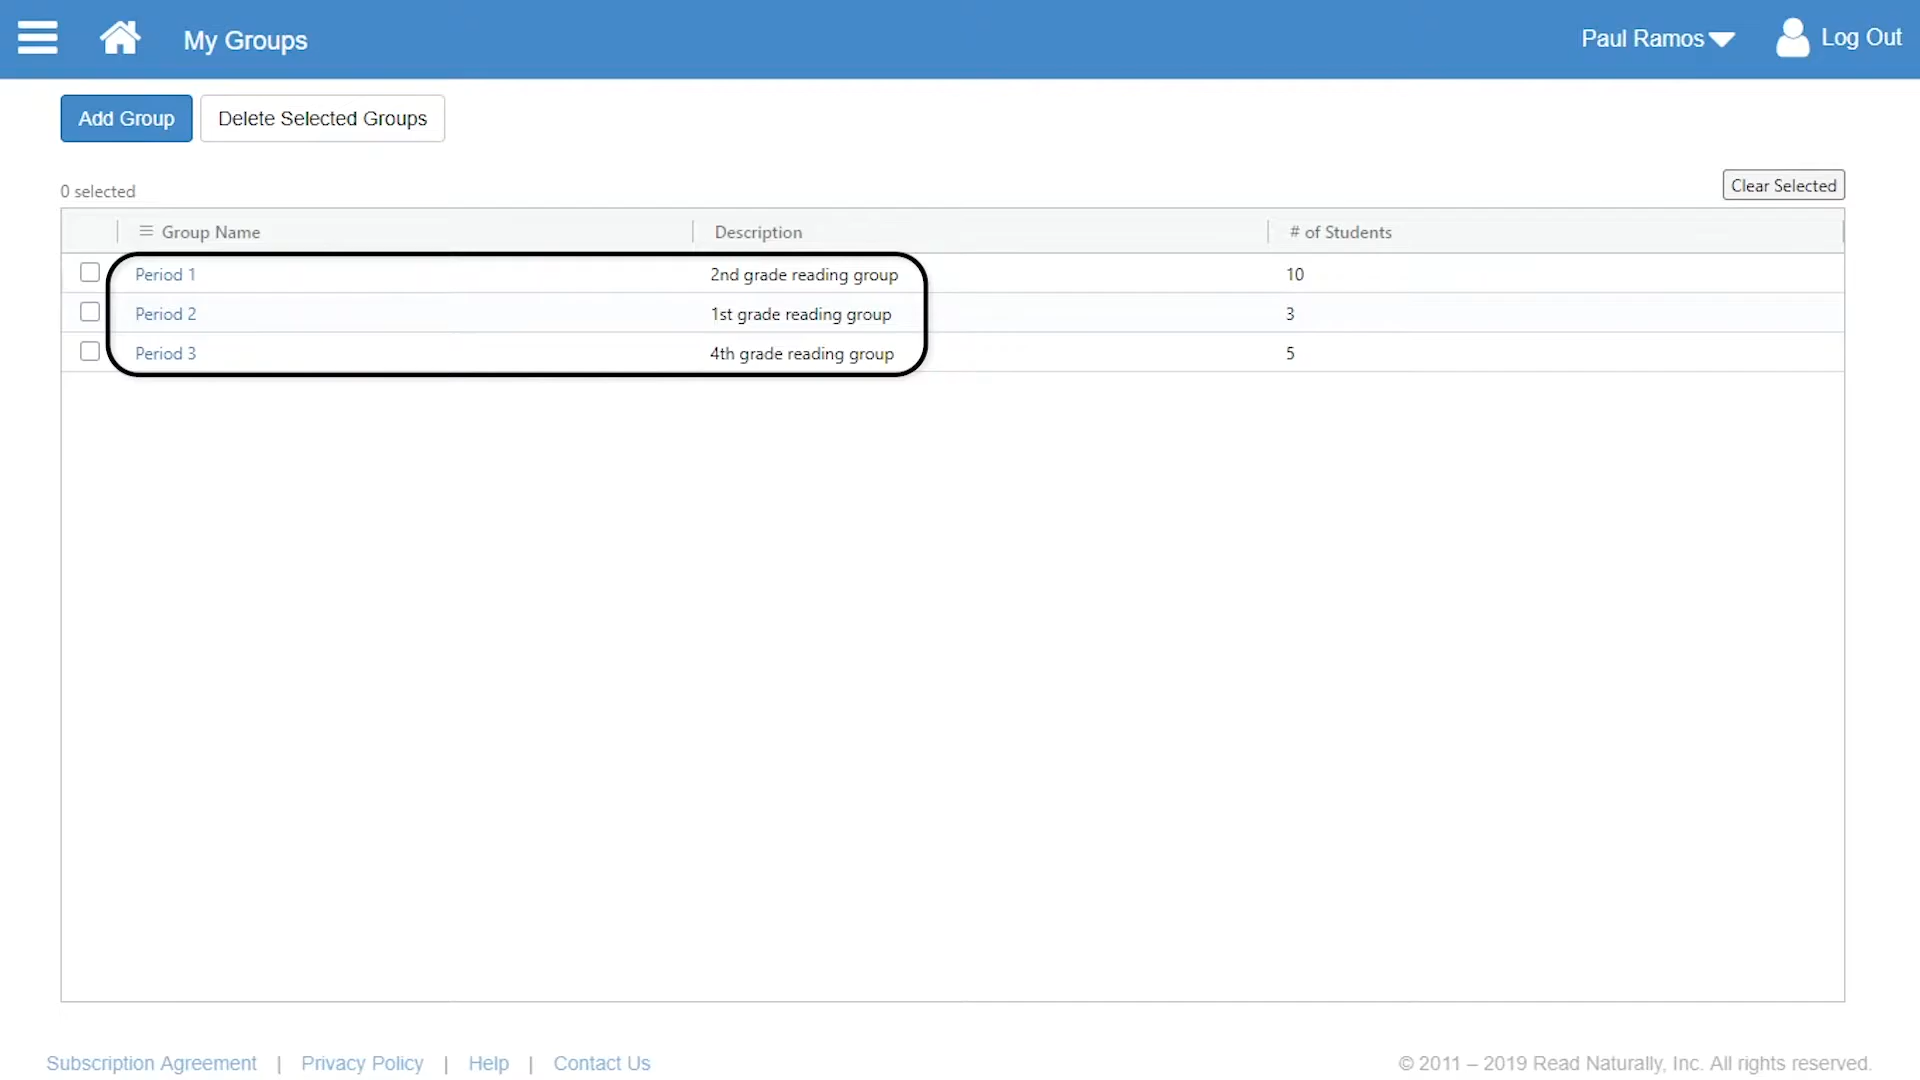 My Groups
Paul Ramos
Log Out
Add Group
Delete Selected Groups
0 selected
Clear Selected
Group Name Description # of Students
Period 1 2nd grade reading group 10
Period 2 1st grade reading group 3
Period 3 4th grade reading group 5
Subscription Agreement | Privacy Policy | Help | Contact Us
© 2011 – 2019 Read Naturally, Inc. All rights reserved.